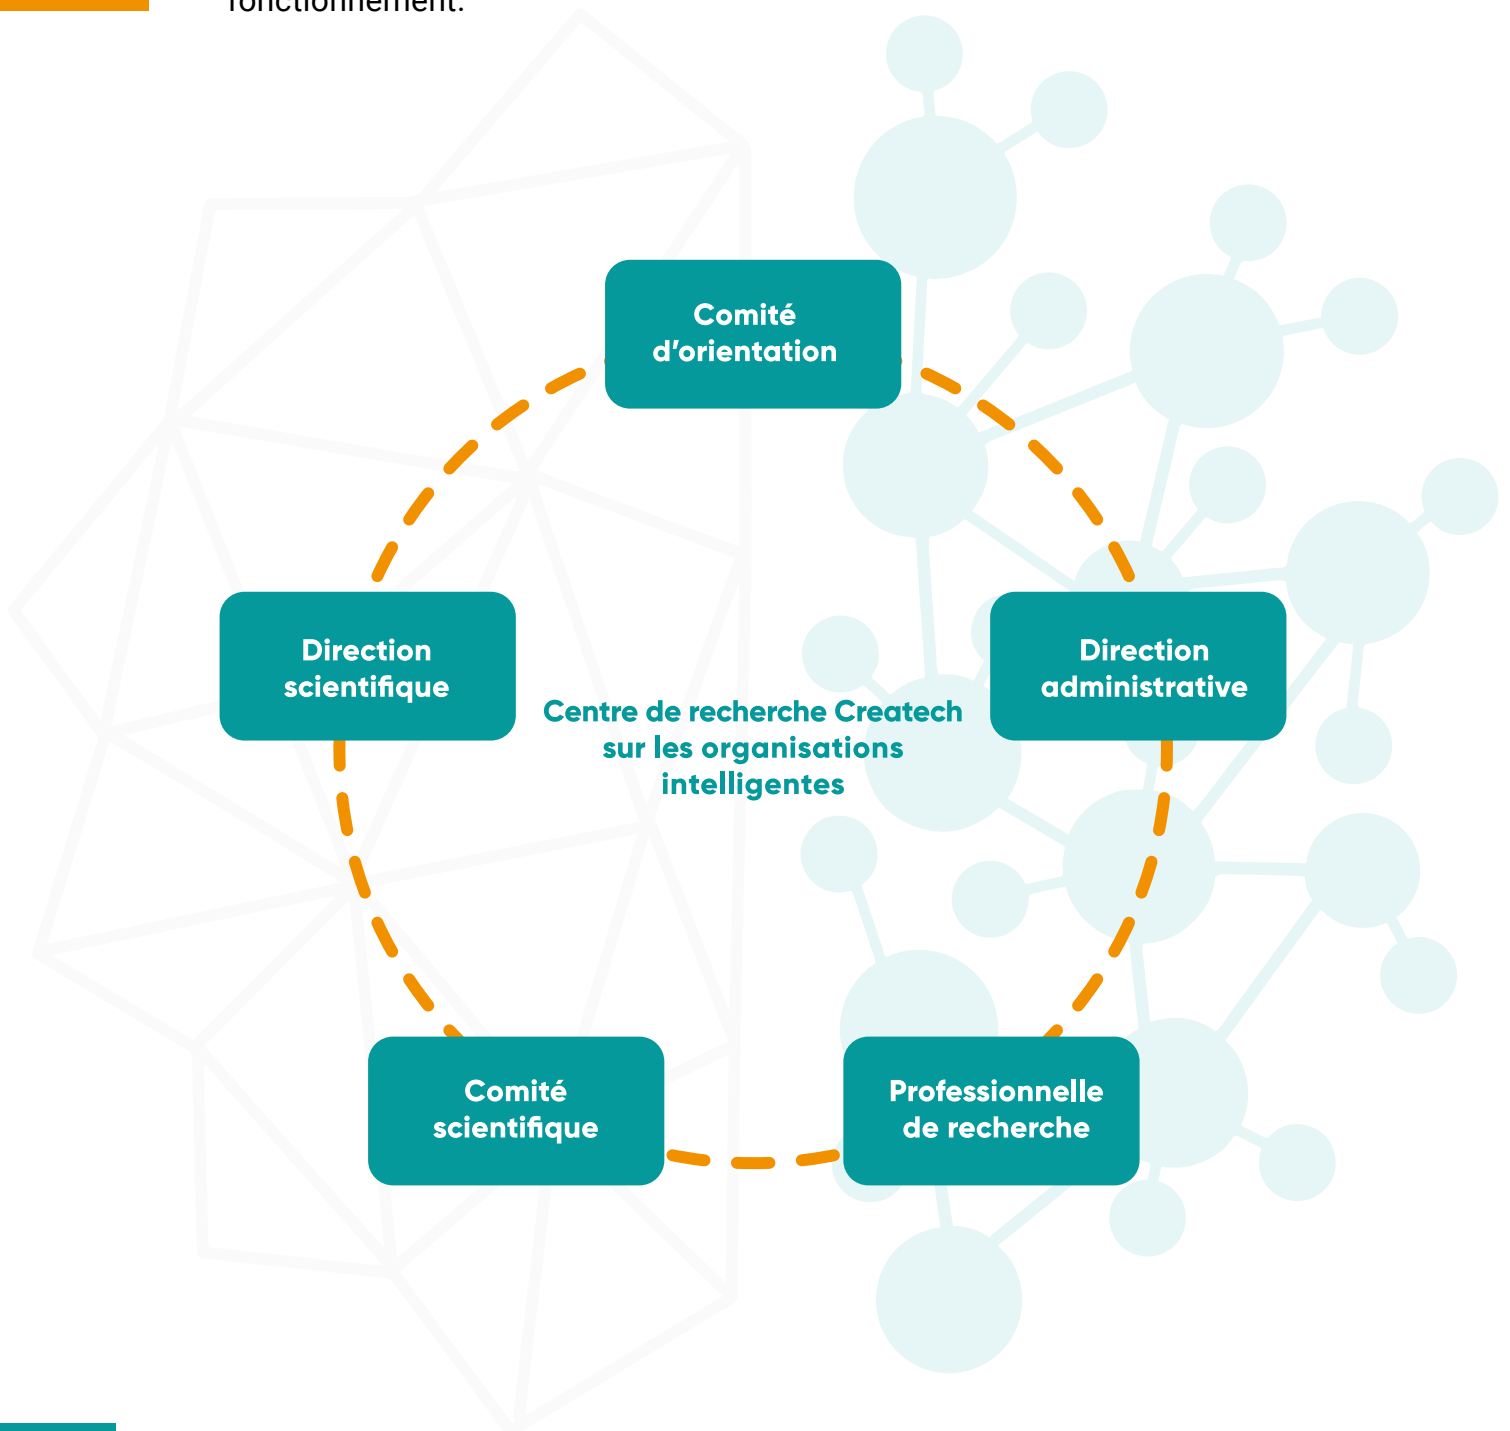 fonctionnement.
Comité
d'orientation
Direction
scientifique
Direction
administrative
Centre de recherche Createch
sur les organisations
intelligentes
Comité
scientifique
Professionnelle
de recherche